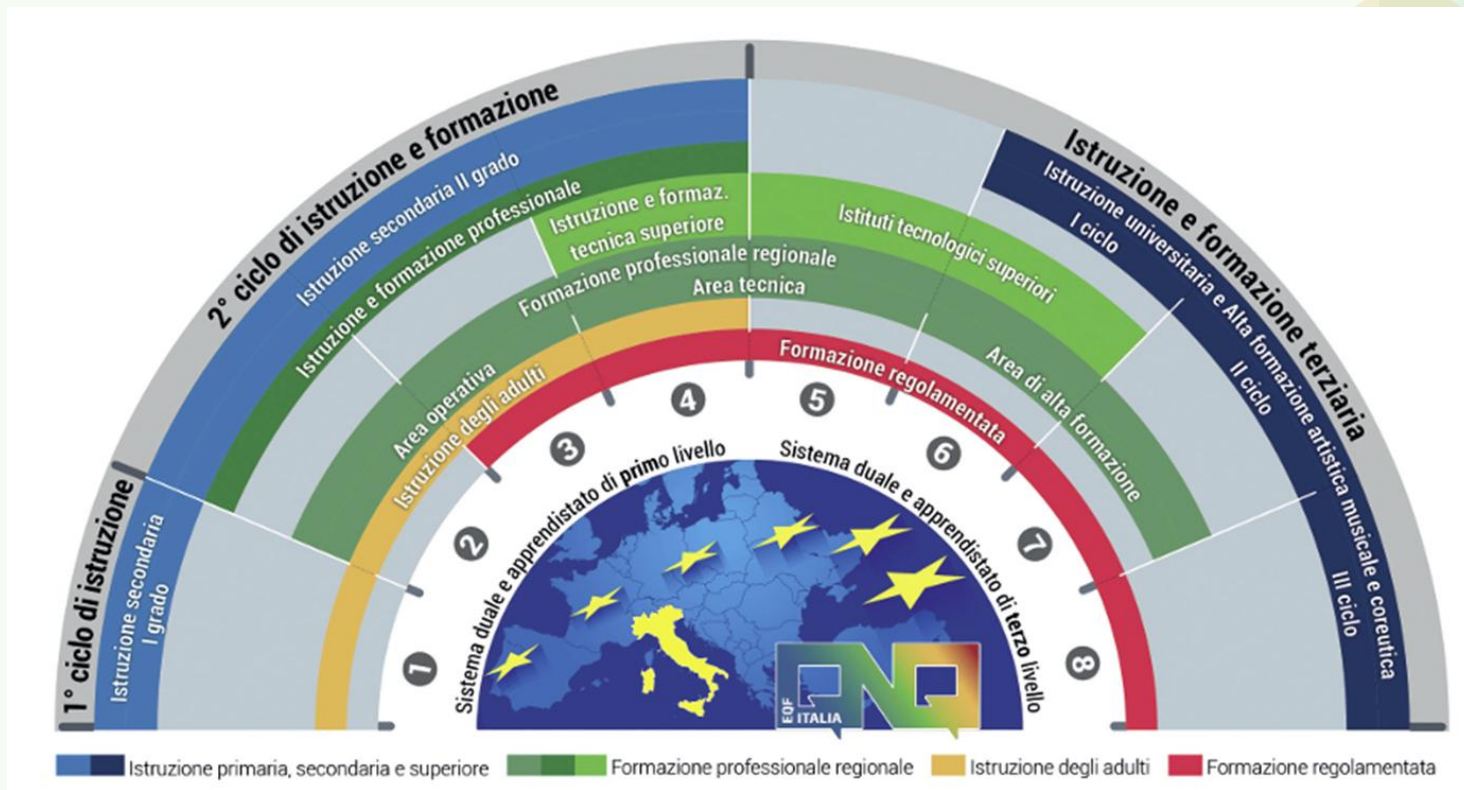 1° ciclo di istruzione
2° ciclo di istruzione e formazione
Istruzione e formazione terziaria
Istruzione secondaria
I grado
Istruzione secondaria II grado
Istruzione e formazione professionale
Istruzione e formaz.
tecnica superiore
Istituti tecnologici superiori
Istruzione universitaria e Alta formazione artistica musicale e coreutica
I ciclo
II ciclo
III ciclo
Formazione professionale regionale
Area operativa
Area tecnica
Area di alta formazione
Istruzione degli adulti
Formazione regolamentata
1
2
3
4
5
6
7
8
Sistema duale e apprendistato di primo livello
Sistema duale e apprendistato di terzo livello
EQF
ITALIA
QNQ
Istruzione primaria, secondaria e superiore
Formazione professionale regionale
Istruzione degli adulti
Formazione regolamentata